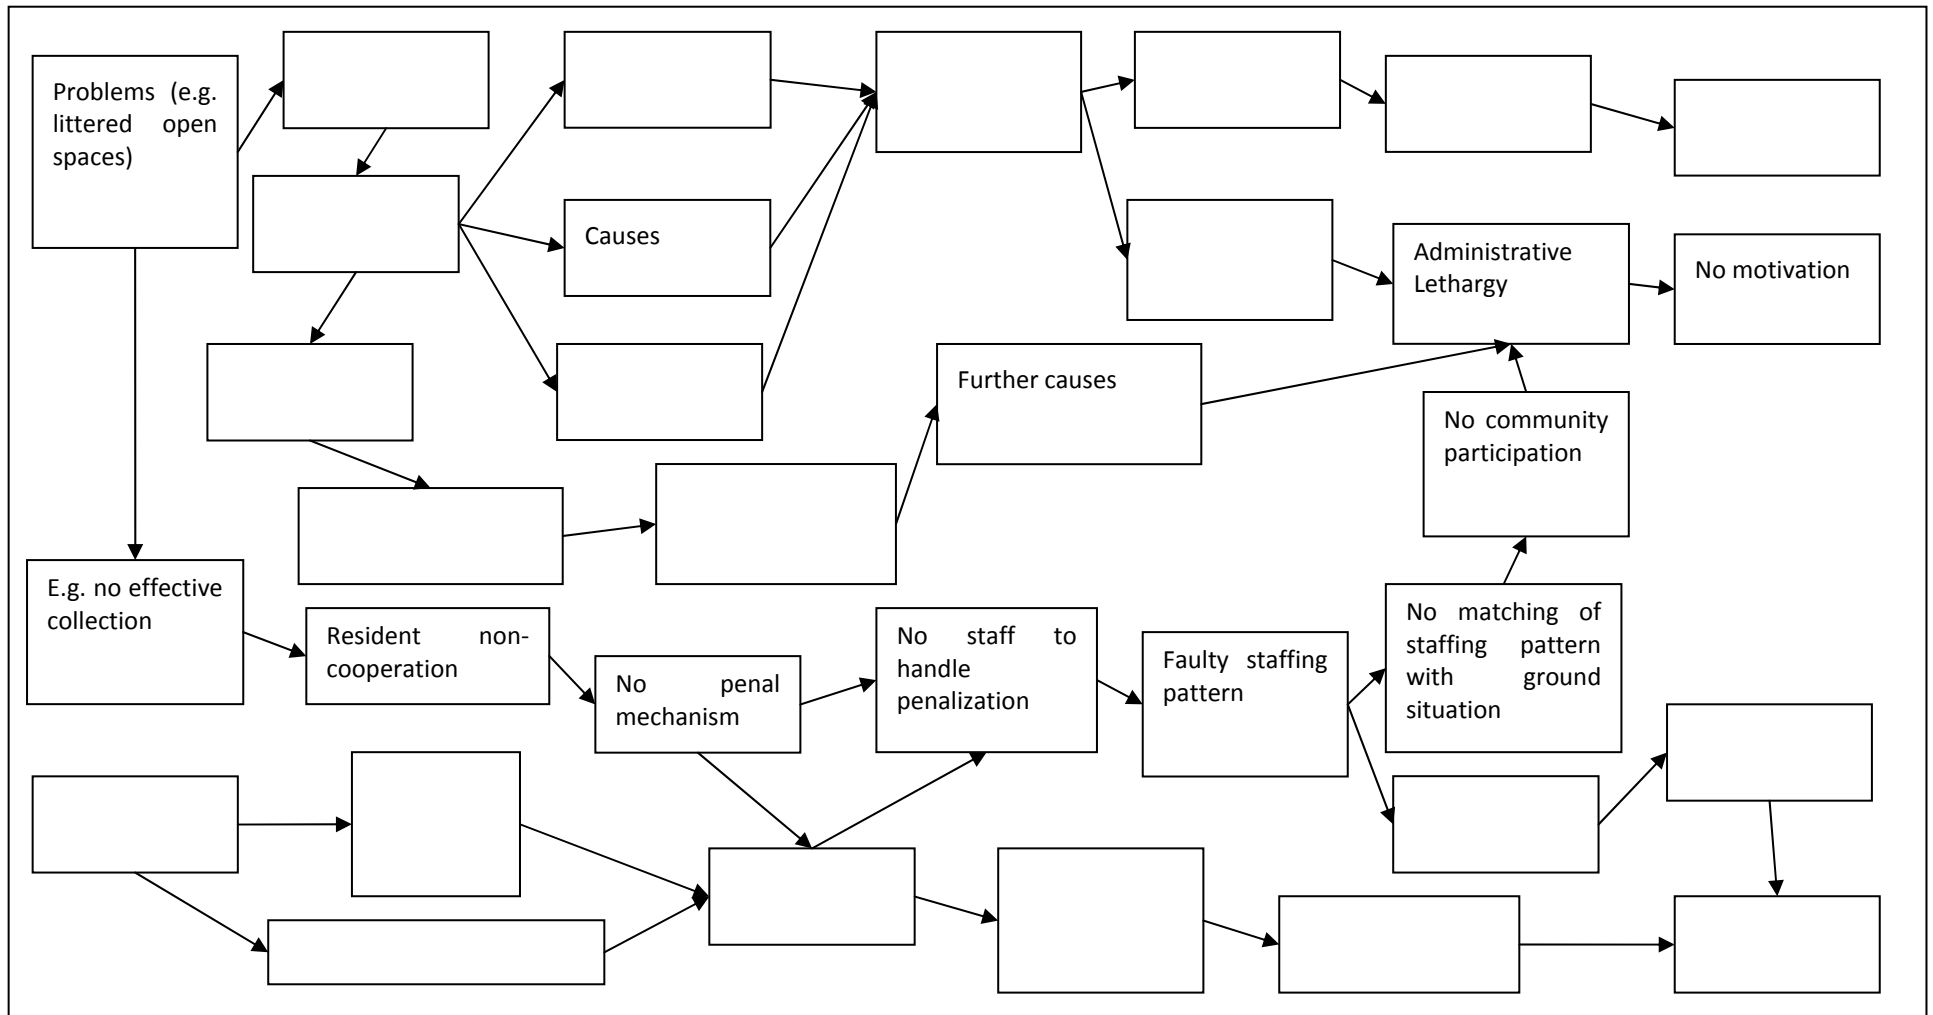 Problems (e.g.
littered open
spaces)
Causes
Administrative
Lethargy
No motivation
Further causes
No community
participation
E.g. no effective
collection
Resident non-
cooperation
No penal
mechanism
No staff to
handle
penalization
Faulty staffing
pattern
No matching of
staffing pattern
with ground
situation